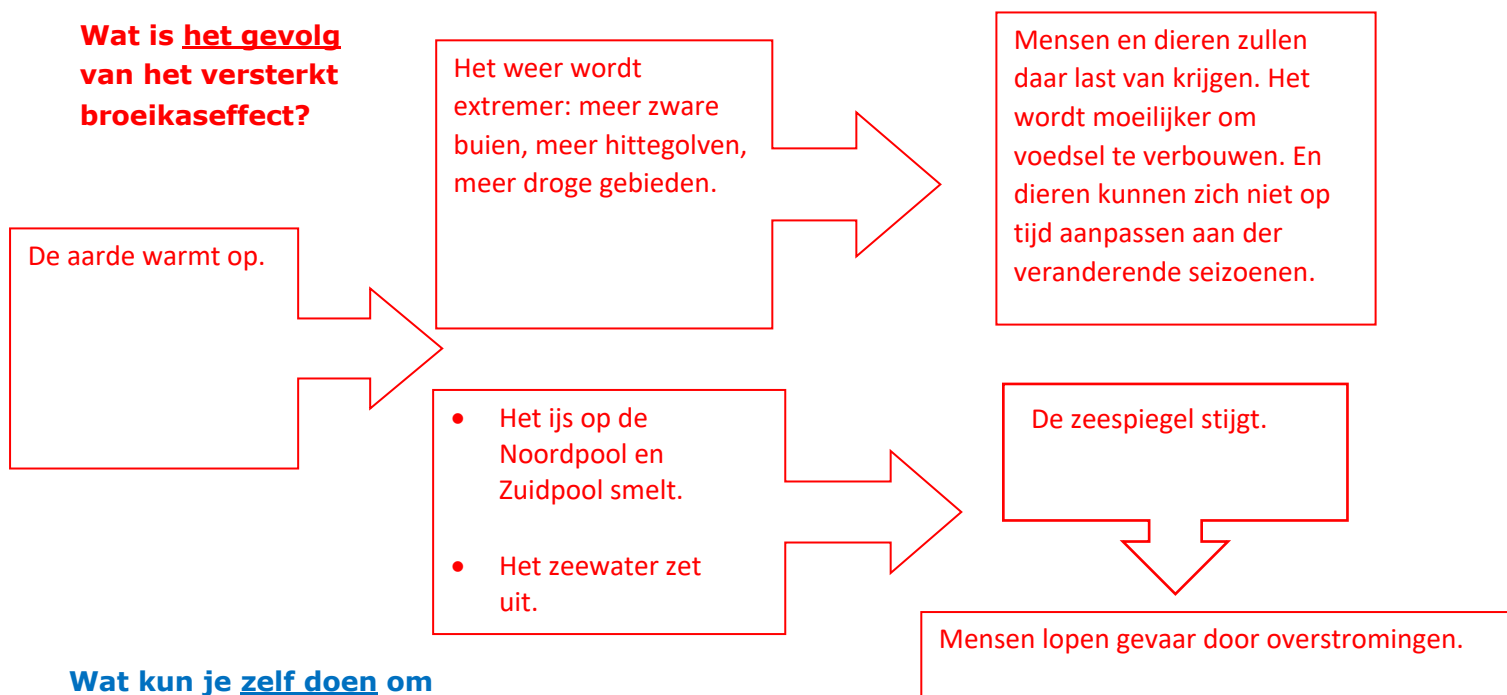 Wat is het gevolg
van het versterkt
broeikaseffect?
De aarde warmt op.
Het weer wordt
extremer: meer zware
buien, meer hittegolven,
meer droge gebieden.
Mensen en dieren zullen
daar last van krijgen. Het
wordt moeilijker om
voedsel te verbouwen. En
dieren kunnen zich niet op
tijd aanpassen aan der
veranderende seizoenen.
• Het ijs op de
Noordpool en
Zuidpool smelt.
• Het zeewater zet
uit.
De zeespiegel stijgt.
Mensen lopen gevaar door overstromingen.
Wat kun je zelf doen om